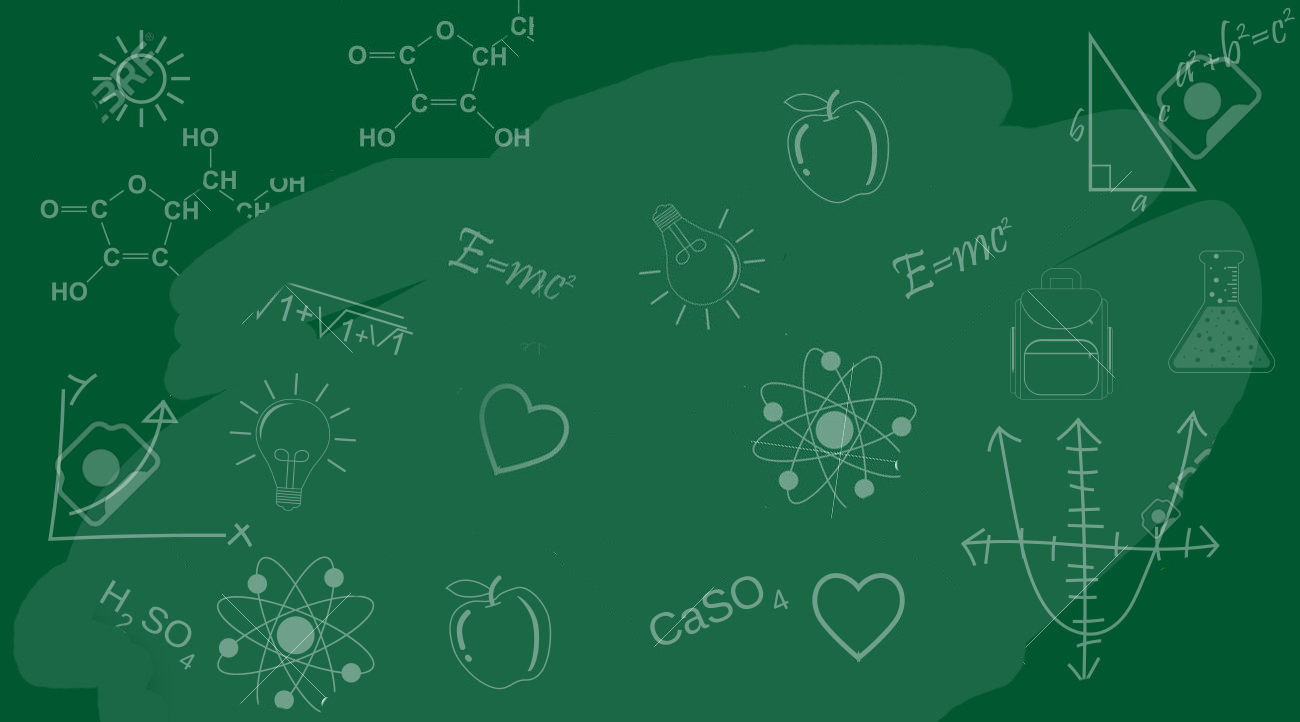 a²+b²=c²
b
c
a
O
O=C
CH
Cl
C=C
HO
OH
HO
CH
OH
O
O=C
CH
CH
C=C
HO
E=mc²
E=mc²
√1+√1+√1
Y
X
H₂SO₄
CaSO₄